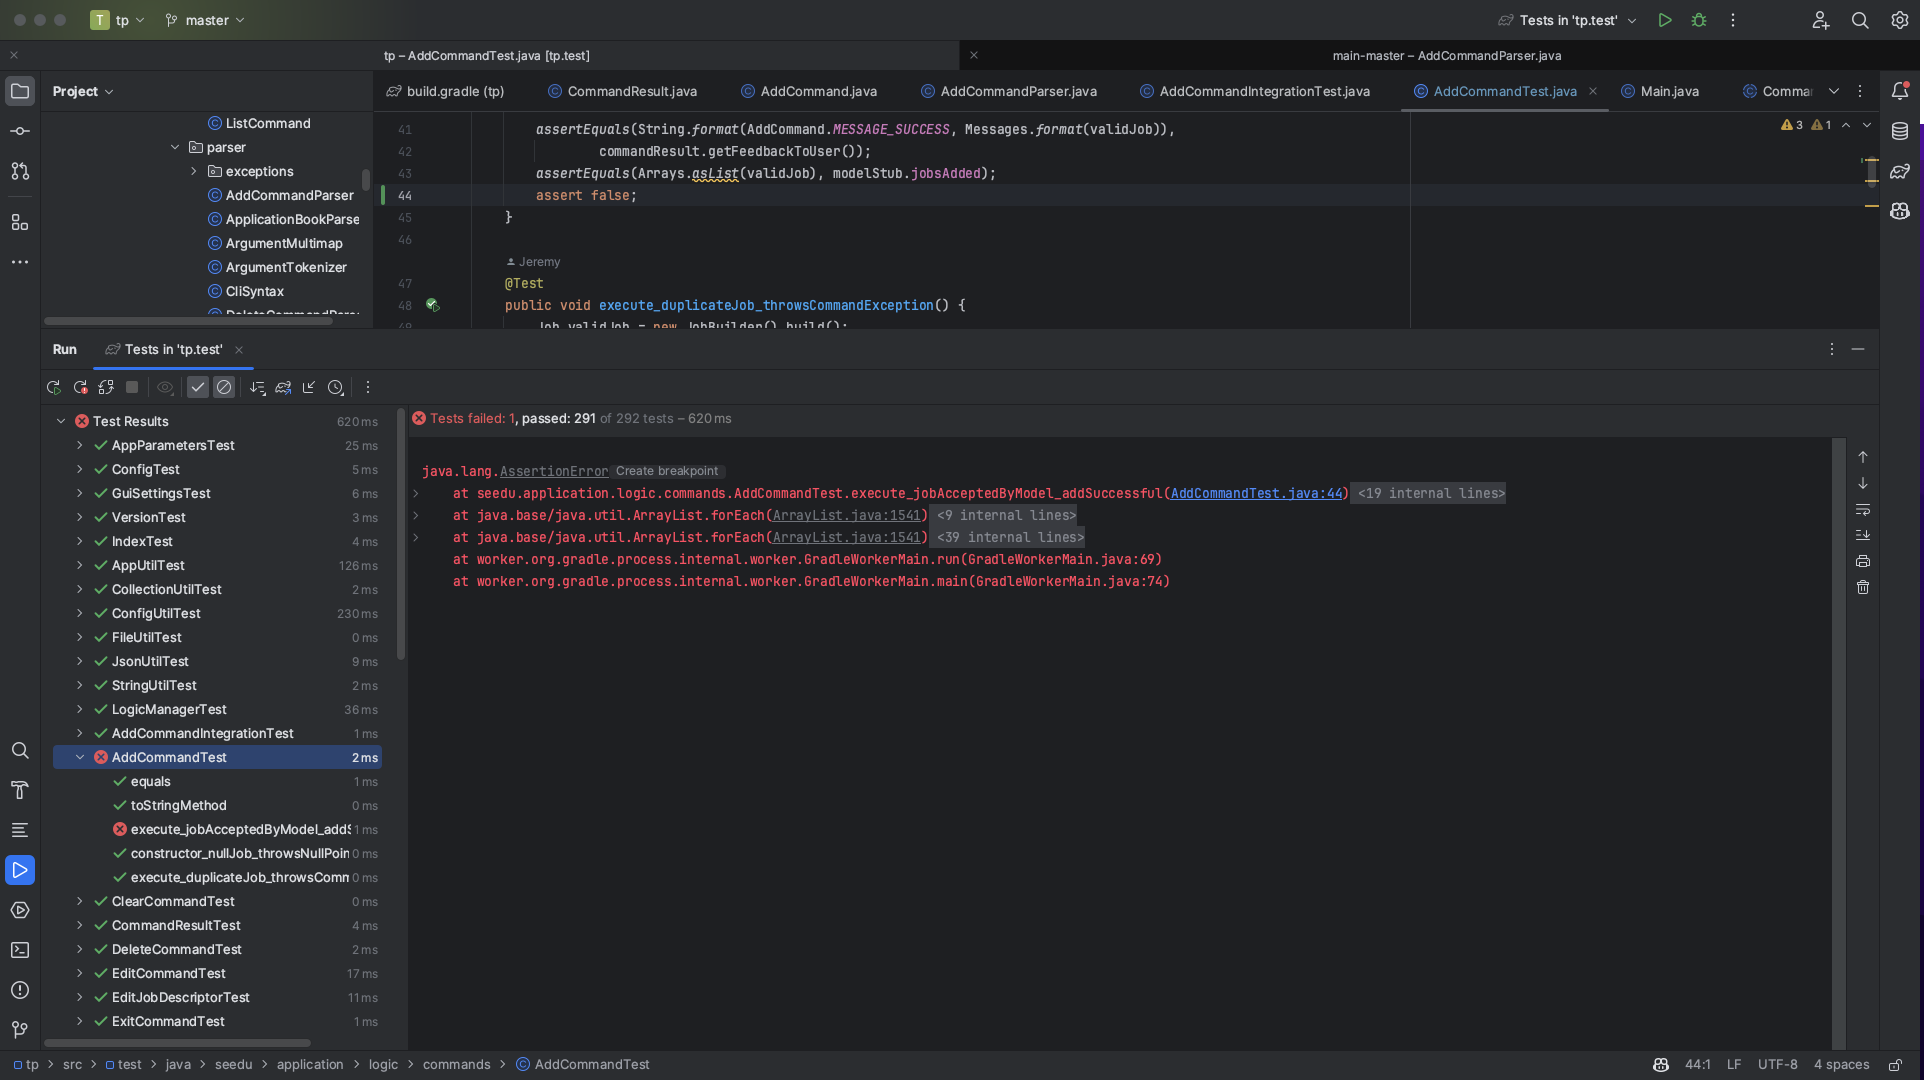 T tp master Tests in 'tp.test'
tp – AddCommandTest.java [tp.test] main-master – AddCommandParser.java
Project
build.gradle (tp) CommandResult.java AddCommand.java AddCommandParser.java AddCommandIntegrationTest.java AddCommandTest.java Main.java Commar
ListCommand
parser
exceptions
AddCommandParser
ApplicationBookParse
ArgumentMultimap
ArgumentTokenizer
CliSyntax
41 assertEquals(String.format(AddCommand.MESSAGE_SUCCESS, Messages.format(validJob)),
42 commandResult.getFeedbackToUser());
43 assertEquals(Arrays.asList(validJob), modelStub.jobsAdded);
44 assert false;
45 }
46
Jeremy
47 @Test
48 public void execute_duplicateJob_throwsCommandException() {
49 Job validJob = new JobBuilder().build();
3 1
Run Tests in 'tp.test'
Test Results 620 ms
AppParametersTest 25 ms
ConfigTest 5 ms
GuiSettingsTest 6 ms
VersionTest 3 ms
IndexTest 4 ms
AppUtilTest 126 ms
CollectionUtilTest 2 ms
ConfigUtilTest 230 ms
FileUtilTest 0 ms
JsonUtilTest 9 ms
StringUtilTest 2 ms
LogicManagerTest 36 ms
AddCommandIntegrationTest 1 ms
AddCommandTest 2 ms
equals 1 ms
toStringMethod 0 ms
execute_jobAcceptedByModel_addS 1 ms
constructor_nullJob_throwsNullPoin 0 ms
execute_duplicateJob_throwsComm 0 ms
ClearCommandTest 0 ms
CommandResultTest 4 ms
DeleteCommandTest 2 ms
EditCommandTest 17 ms
EditJobDescriptorTest 11 ms
ExitCommandTest 1 ms
Tests failed: 1, passed: 291 of 292 tests – 620 ms
java.lang.AssertionError Create breakpoint
at seedu.application.logic.commands.AddCommandTest.execute_jobAcceptedByModel_addSuccessful(AddCommandTest.java:44) <19 internal lines>
at java.base/java.util.ArrayList.forEach(ArrayList.java:1541) <9 internal lines>
at java.base/java.util.ArrayList.forEach(ArrayList.java:1541) <39 internal lines>
at worker.org.gradle.process.internal.worker.GradleWorkerMain.run(GradleWorkerMain.java:69)
at worker.org.gradle.process.internal.worker.GradleWorkerMain.main(GradleWorkerMain.java:74)
tp > src > test > java > seedu > application > logic > commands > AddCommandTest 44:1 LF UTF-8 4 spaces